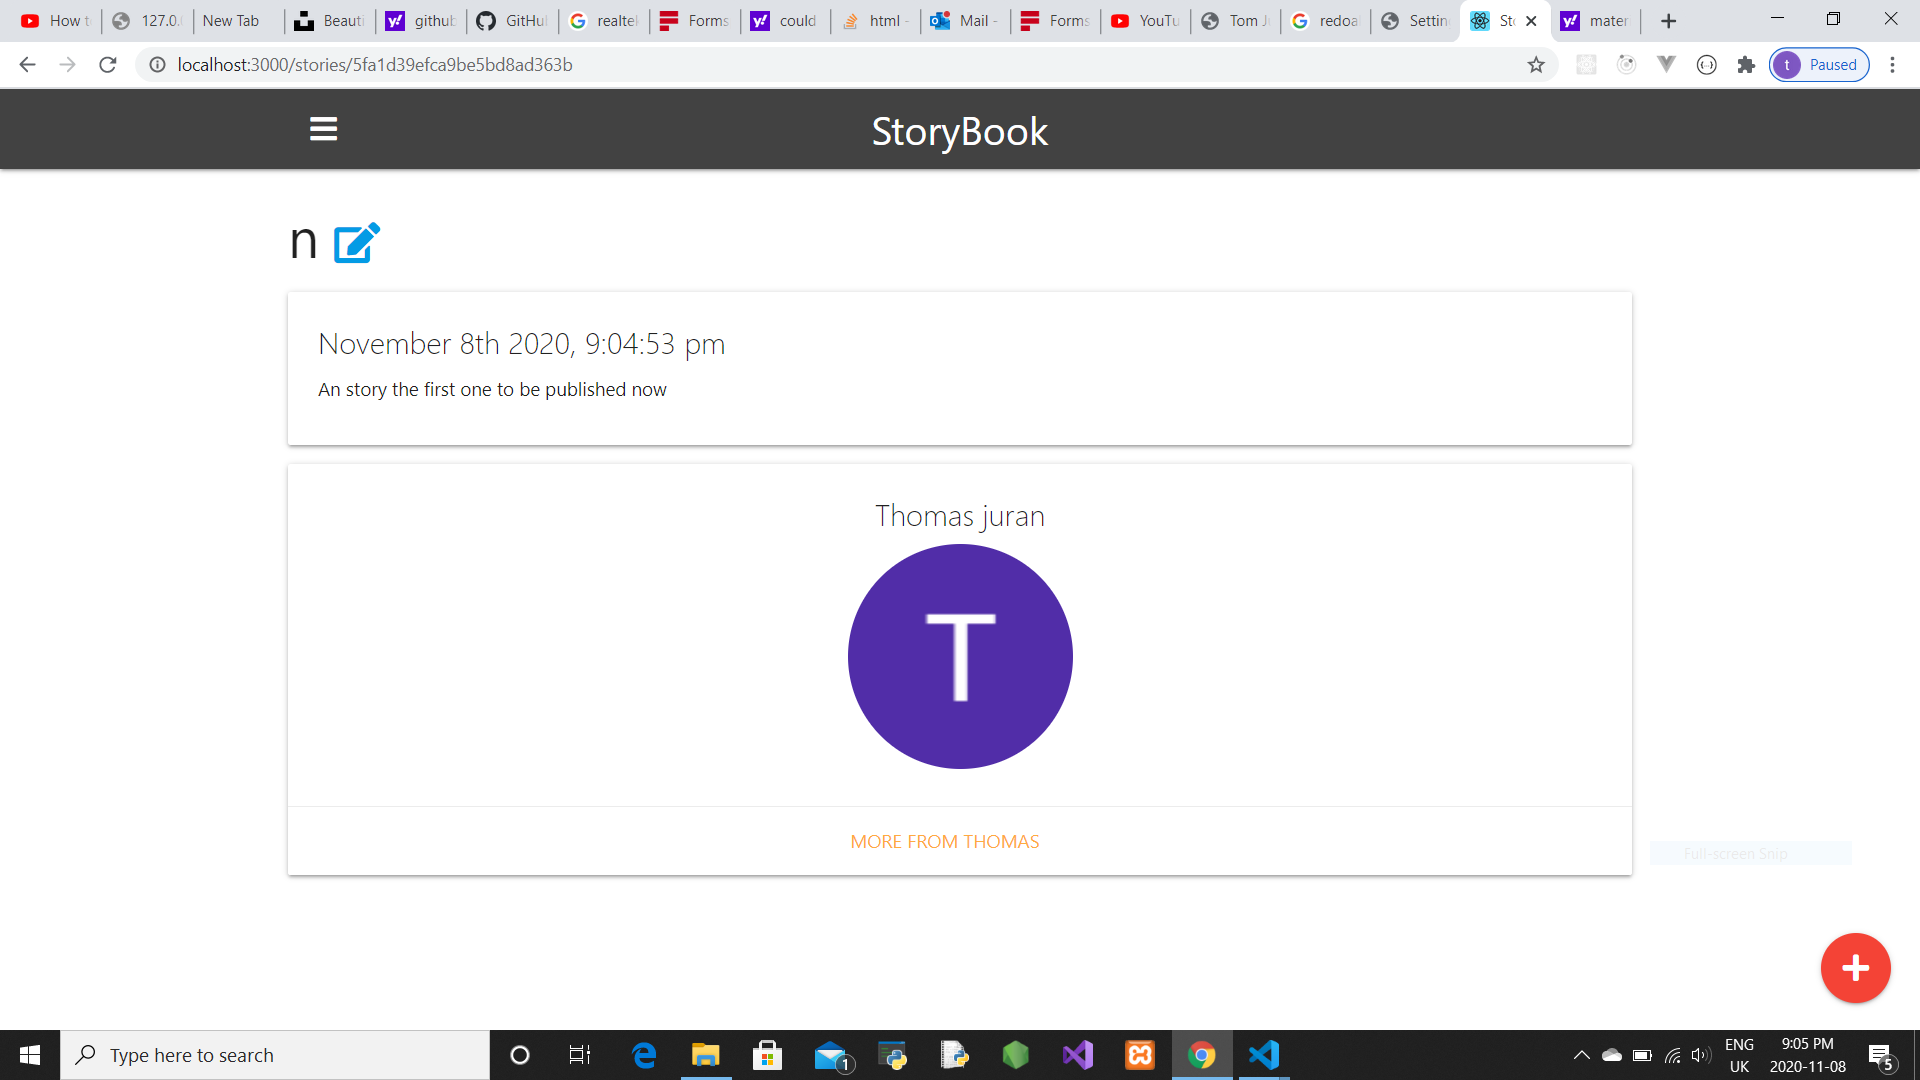 How t
127.0.
New Tab
Beauti
github
GitHul
realtek
Forms
could
html -
Mail -
Forms
YouTu
Tom J
redoa
Settin
St
mater
localhost:3000/stories/5fa1d39efca9be5bd8ad363b
t Paused
StoryBook
n
November 8th 2020, 9:04:53 pm
An story the first one to be published now
Thomas juran
T
MORE FROM THOMAS
Full-screen Snip
Type here to search
1
ENG
UK
9:05 PM
2020-11-08
5